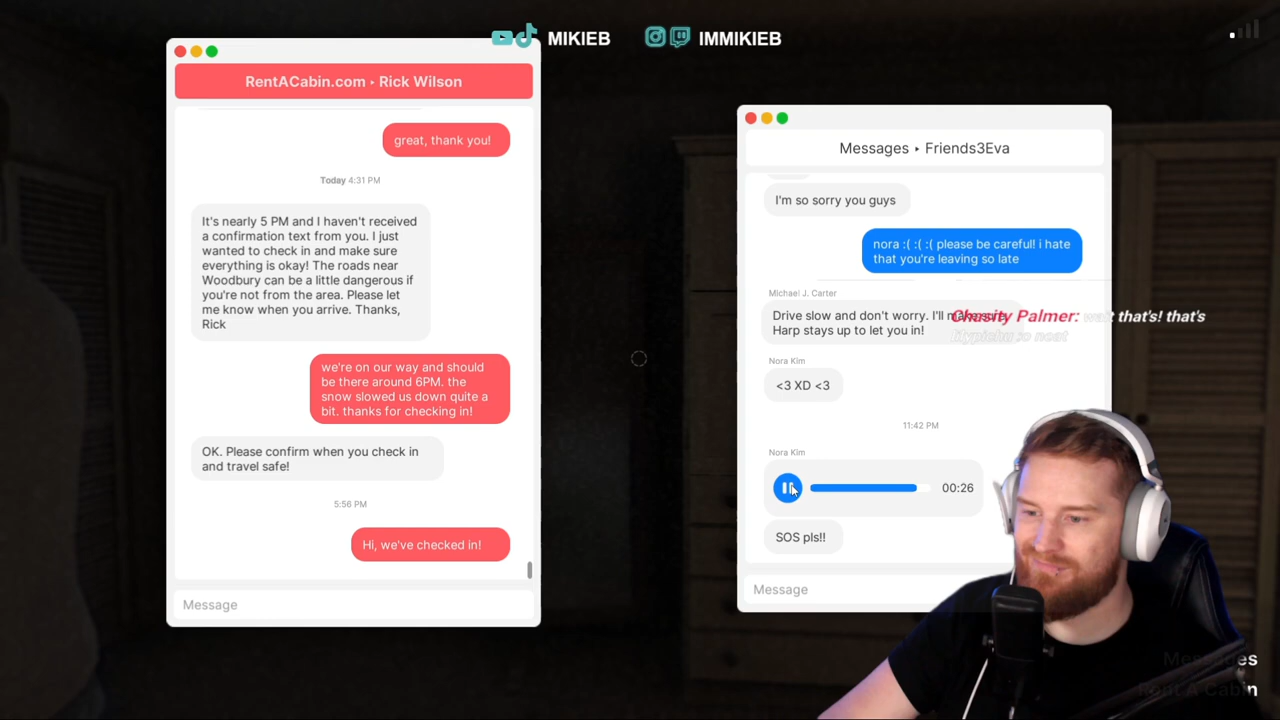 MIKIEB
IMMIKIEB
RentACabin.com ▸ Rick Wilson
great, thank you!
Today 4:31 PM
It's nearly 5 PM and I haven't received
a confirmation text from you. I just
wanted to check in and make sure
everything is okay! The roads near
Woodbury can be a little dangerous if
you're not from the area. Please let
me know when you arrive. Thanks,
Rick
we're on our way and should
be there around 6PM. the
snow slowed us down quite a
bit. thanks for checking in!
OK. Please confirm when you check in
and travel safe!
5:56 PM
Hi, we've checked in!
Message
Messages ▸ Friends3Eva
I'm so sorry you guys
nora :( :( :( please be careful! i hate
that you're leaving so late
Michael J. Carter
Drive slow and don't worry. I'll make sure
Harp stays up to let you in!
Chasity Palmer: wait that's! that's
Nora Kim
<3 XD <3
11:42 PM
Nora Kim
00:26
SOS pls!!
Message
Messages
Rent A Cabin